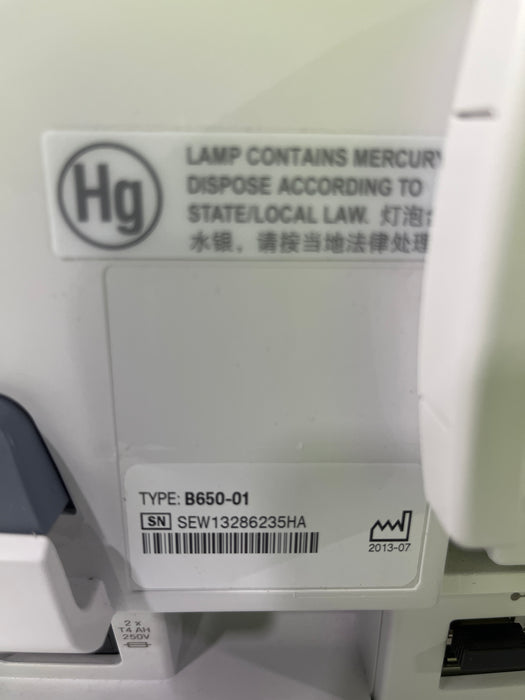 Hg
LAMP CONTAINS MERCURY
DISPOSE ACCORDING TO
STATE/LOCAL LAW. 灯泡含
水银，请按当地法律处理
TYPE: B650-01
SN SEW13286235HA
2013-07
2 x
T4 AH
250V